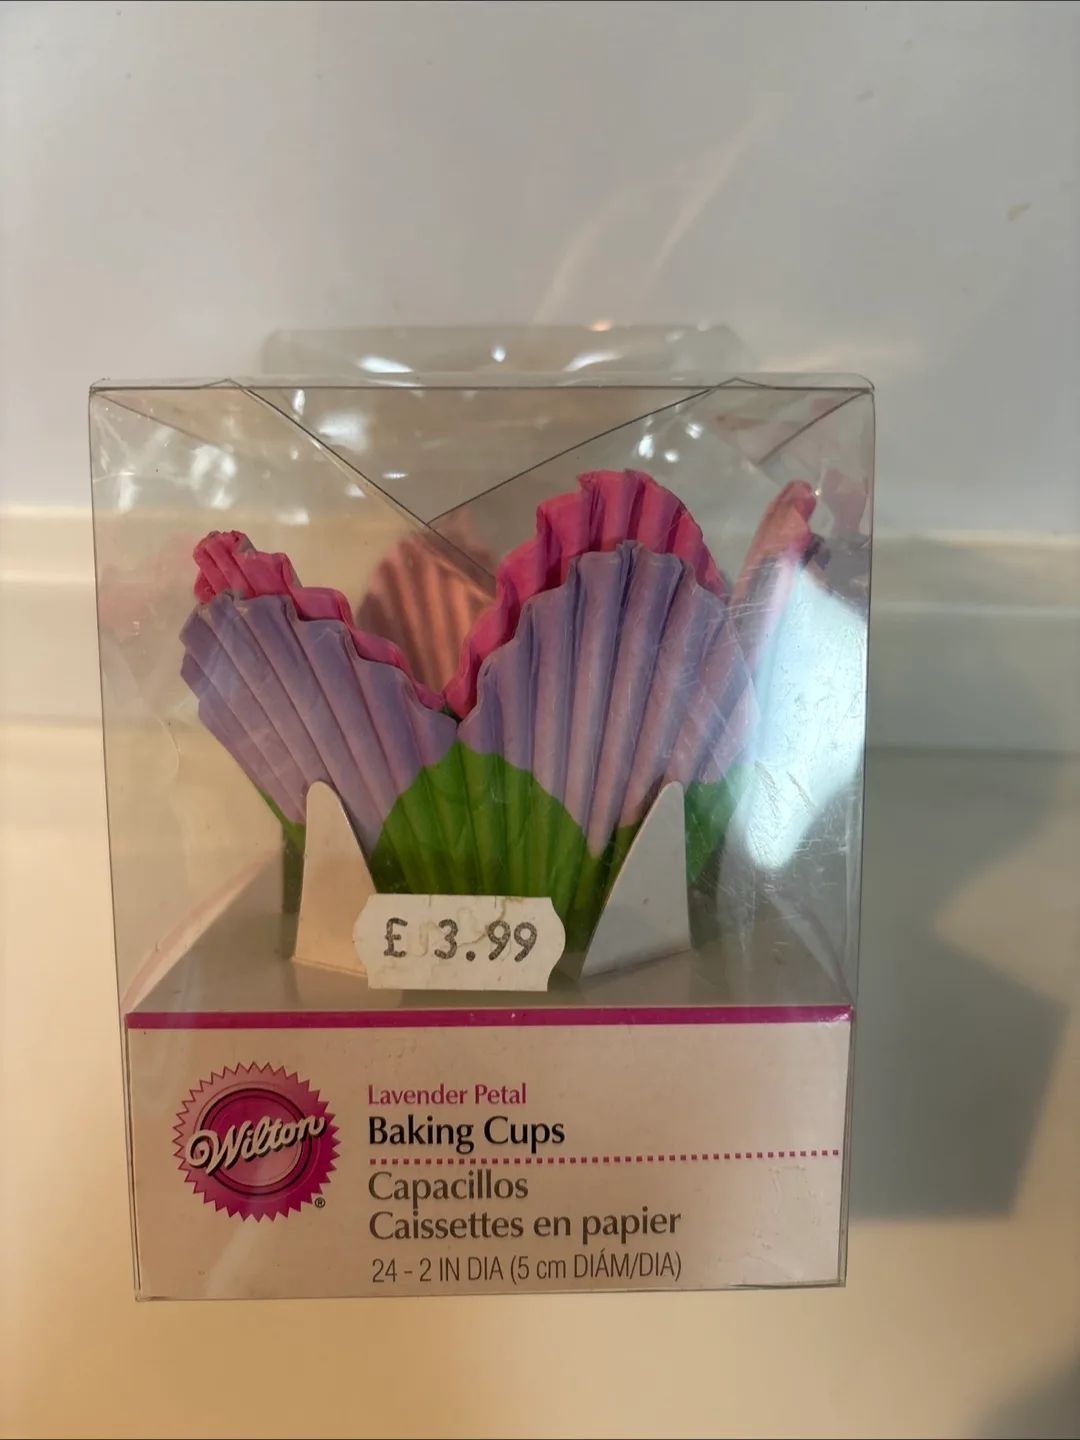 £ 3.99
Wilton
®
Lavender Petal
Baking Cups
Capacillos
Caissettes en papier
24 - 2 IN DIA (5 cm DIÁM/DIA)